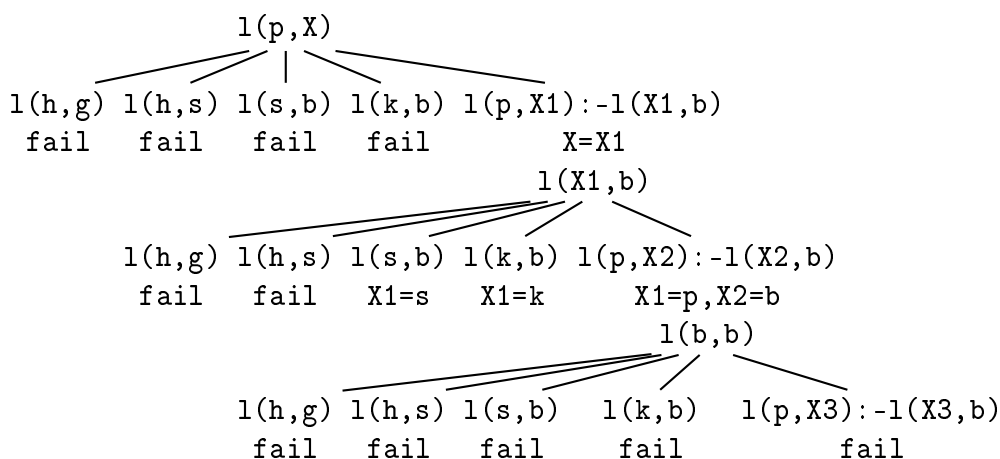 l(p,X)
l(h,g) l(h,s) l(s,b) l(k,b) l(p,X1):-l(X1,b)
fail fail fail fail X=X1
l(X1,b)
l(h,g) l(h,s) l(s,b) l(k,b) l(p,X2):-l(X2,b)
fail fail X1=s X1=k X1=p,X2=b
l(b,b)
l(h,g) l(h,s) l(s,b) l(k,b) l(p,X3):-l(X3,b)
fail fail fail fail fail